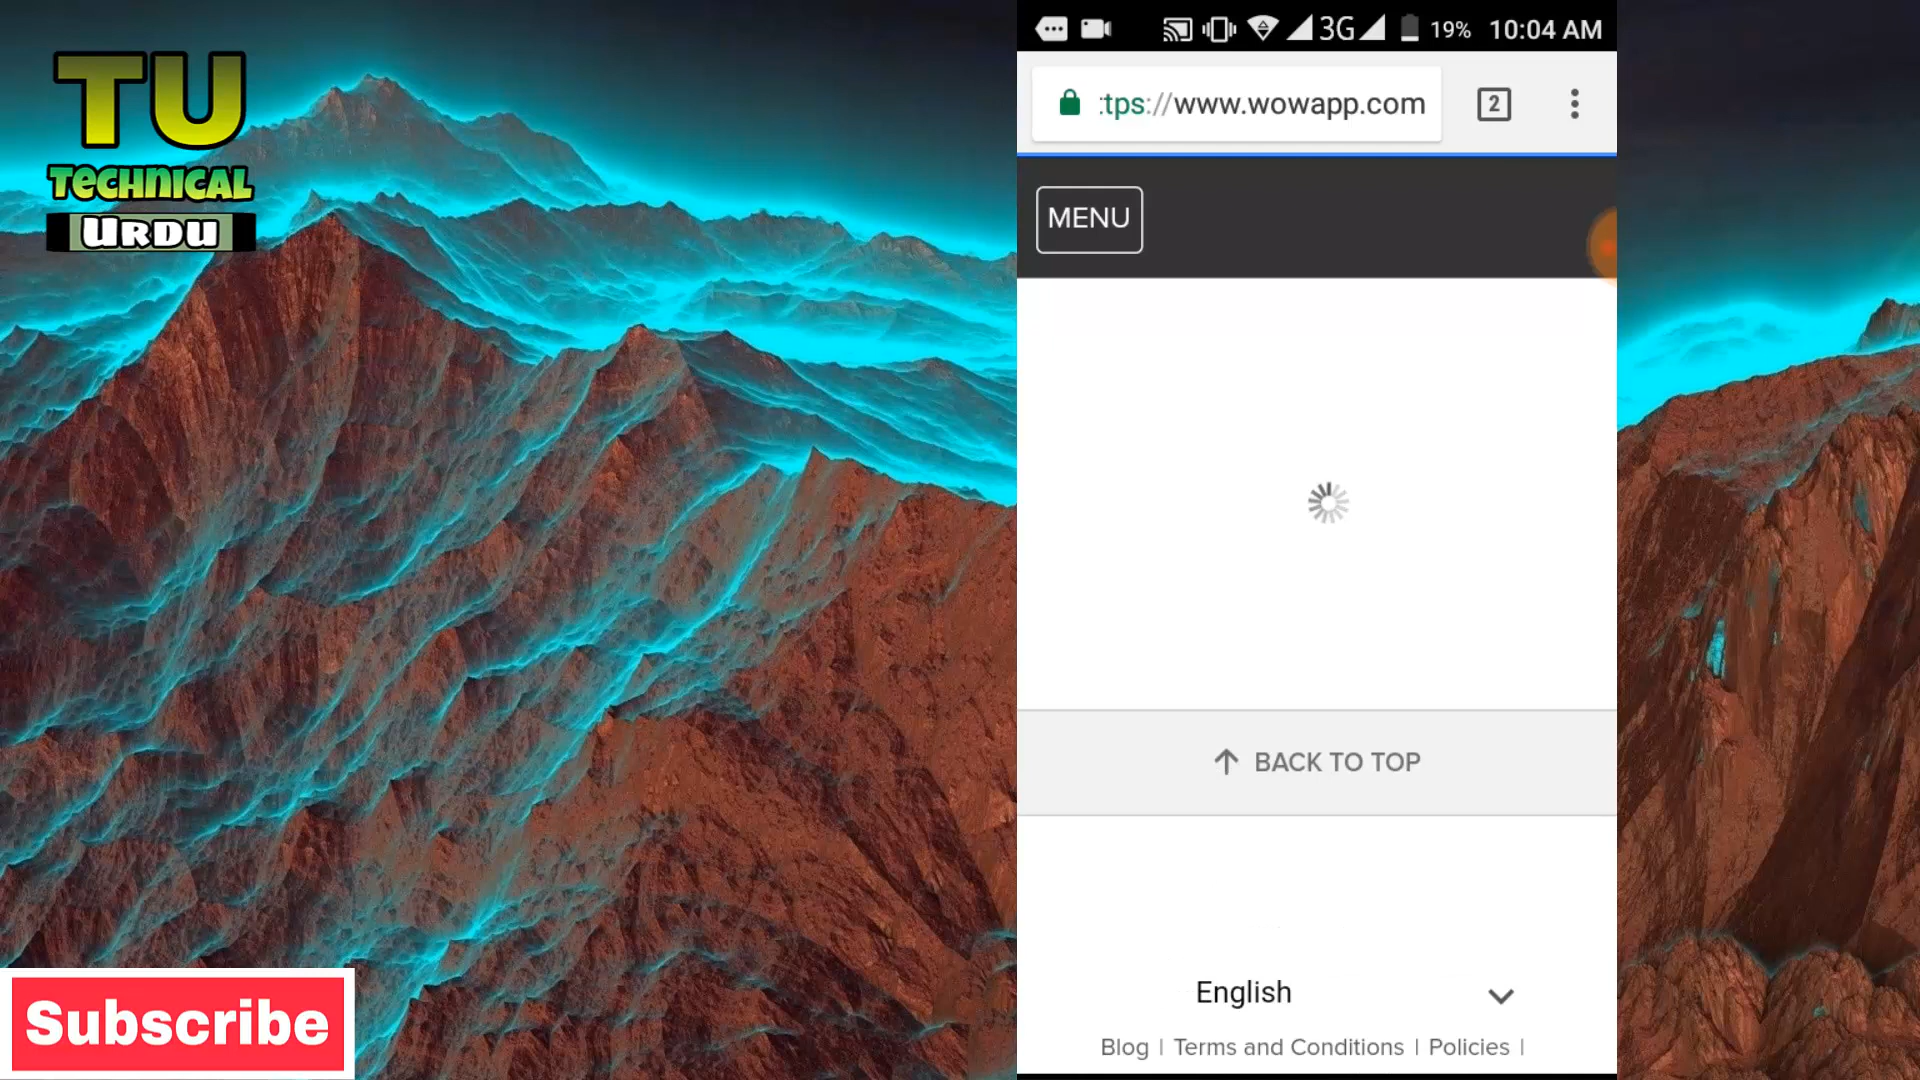 TU
Technical
Urdu
3G 19% 10:04 AM
:tps://www.wowapp.com 2
MENU
BACK TO TOP
English
Blog | Terms and Conditions | Policies |
Subscribe